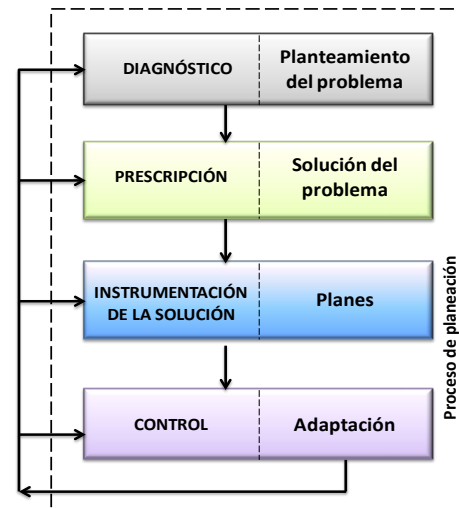 DIAGNÓSTICO
Planteamiento
del problema
PRESCRIPCIÓN
Solución del
problema
INSTRUMENTACIÓN
DE LA SOLUCIÓN
Planes
CONTROL
Adaptación
Proceso de planeación